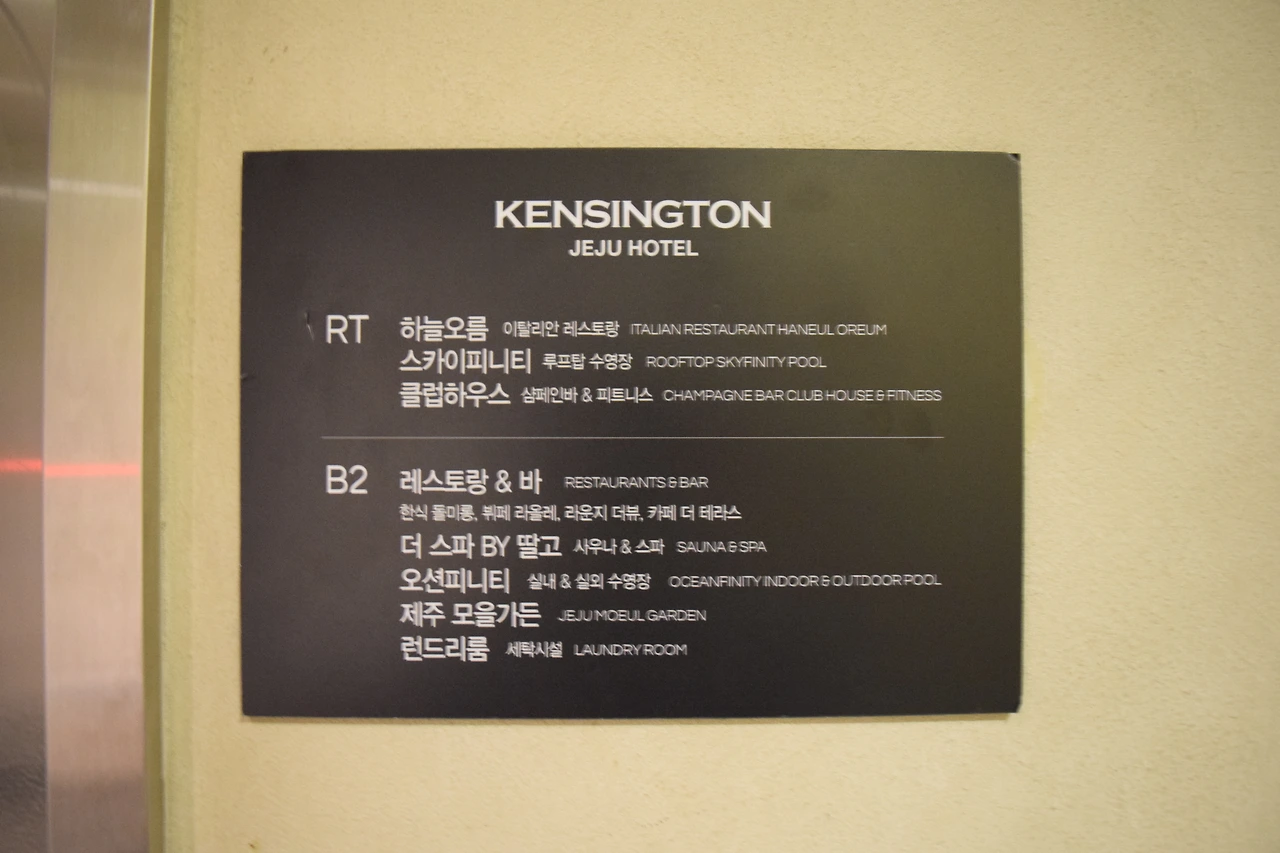 KENSINGTON
JEJU HOTEL
RT 하늘오름 이탈리안 레스토랑 ITALIAN RESTAURANT HANEUL OREUM
스카이피니티 루프탑 수영장 ROOFTOP SKYFINITY POOL
클럽하우스 샴페인바 & 피트니스 CHAMPAGNE BAR CLUB HOUSE & FITNESS
B2 레스토랑 & 바 RESTAURANTS & BAR
한식 돌미롱, 뷔페 라올레, 라운지 더뷰, 카페 더 테라스
더 스파 BY 딸고 사우나 & 스파 SAUNA & SPA
오션피니티 실내 & 실외 수영장 OCEANFINITY INDOOR & OUTDOOR POOL
제주 모을가든 JEJU MOEUL GARDEN
런드리룸 세탁시설 LAUNDRY ROOM